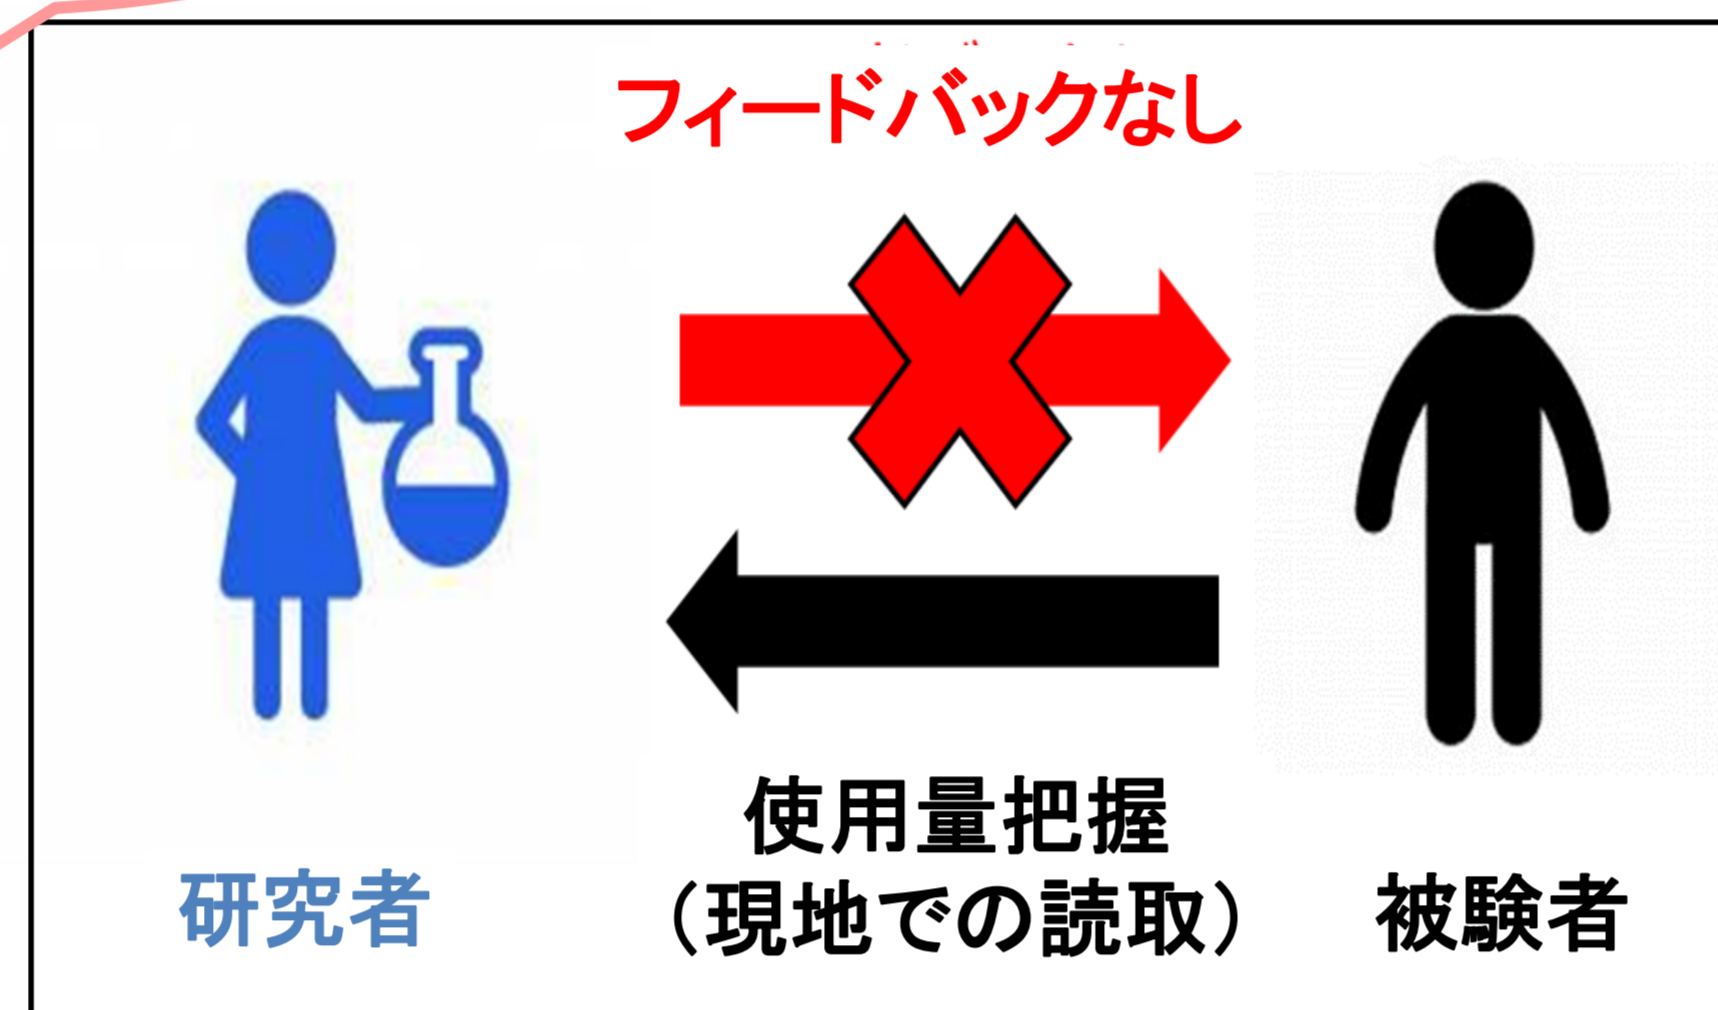 フィードバックなし
使用量把握
（現地での読取）
研究者
被験者